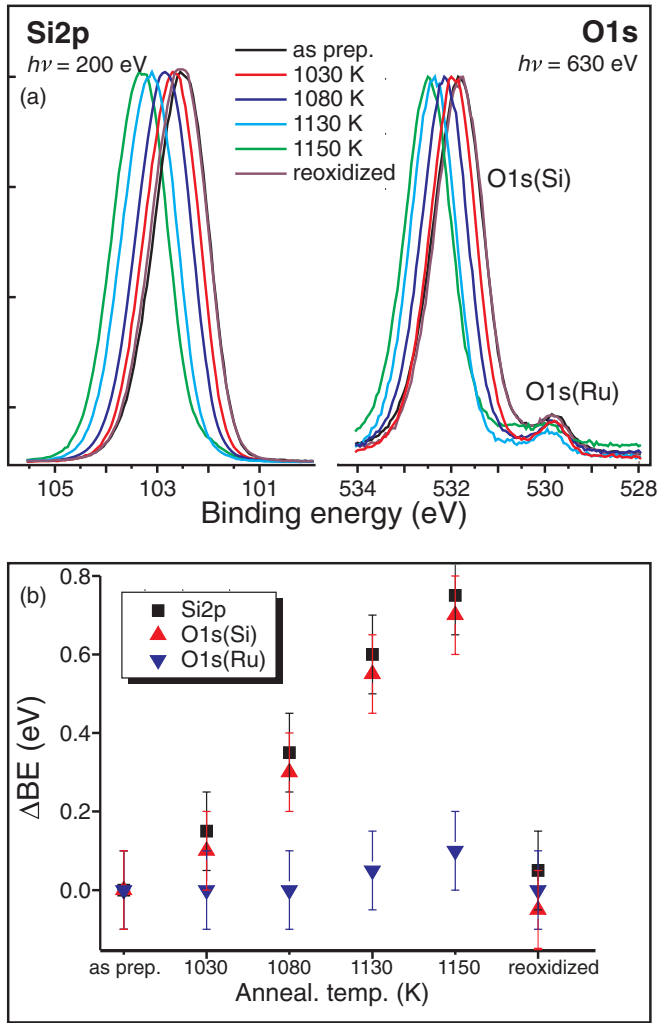 Si2p
hν = 200 eV
O1s
hν = 630 eV
(a)
as prep.
1030 K
1080 K
1130 K
1150 K
reoxidized
O1s(Si)
O1s(Ru)
105 103 101 534 532 530 528
Binding energy (eV)
(b)
Si2p
O1s(Si)
O1s(Ru)
0.8
0.6
0.4
0.2
0.0
ΔBE (eV)
as prep. 1030 1080 1130 1150 reoxidized
Anneal. temp. (K)